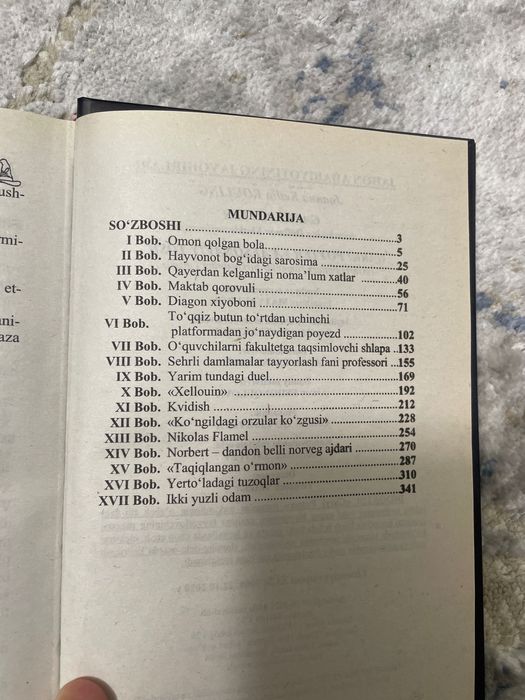 ush-
rmi-
et-
ni-
aza
MUNDARIJA
SO‘ZBOSHI ..........3
I Bob. Omon qolgan bola..........5
II Bob. Hayvonot bog‘idagi sarosima ..........25
III Bob. Qayerdan kelganligi noma’lum xatlar ..........40
IV Bob. Maktab qorovuli ..........56
V Bob. Diagon xiyoboni ..........71
VI Bob. To‘qqiz butun to‘rtdan uchinchi
platformadan jo‘naydigan poyezd ..........102
VII Bob. O‘quvchilarni fakultetga taqsimlovchi shlapa .133
VIII Bob. Sehrli damlamalar tayyorlash fani professori ...155
IX Bob. Yarim tundagi duel..........169
X Bob. «Xellouin» ..........192
XI Bob. Kvidish ..........212
XII Bob. «Ko‘ngildagi orzular ko‘zgusi» ..........228
XIII Bob. Nikolas Flamel ..........254
XIV Bob. Norbert – dandon belli norveg ajdari ..........270
XV Bob. «Taqiqlangan o‘rmon» ..........287
XVI Bob. Yerto‘ladagi tuzoqlar ..........310
XVII Bob. Ikki yuzli odam ..........341